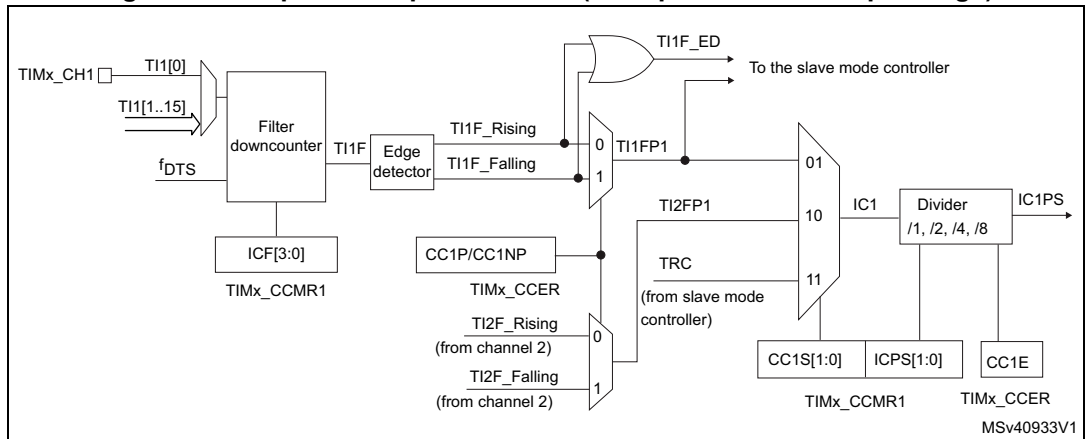 TI1F_ED
To the slave mode controller
TIMx_CH1
TI1[0]
TI1[1..15]
fDTS
Filter
downcounter
TI1F
Edge
detector
TI1F_Rising
TI1F_Falling
0
1
TI1FP1
01
TI2FP1
10
IC1
Divider
/1, /2, /4, /8
IC1PS
ICF[3:0]
TIMx_CCMR1
CC1P/CC1NP
TIMx_CCER
TRC
11
(from slave mode
controller)
TI2F_Rising
(from channel 2)
0
TI2F_Falling
(from channel 2)
1
CC1S[1:0]
ICPS[1:0]
CC1E
TIMx_CCMR1
TIMx_CCER
MSv40933V1